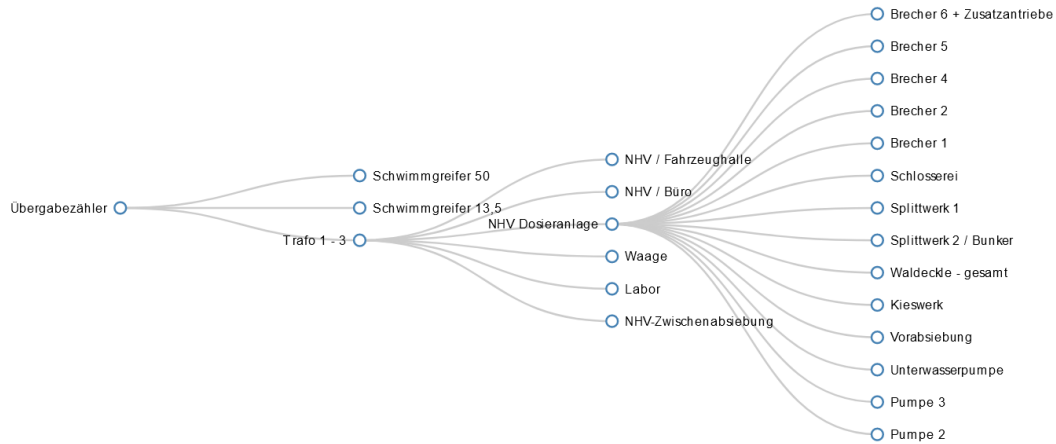 Übergabezähler
Schwimmgreifer 50
Schwimmgreifer 13,5
Trafo 1 - 3
NHV / Fahrzeughalle
NHV / Büro
NHV Dosieranlage
Waage
Labor
NHV-Zwischenabsiebung
Brecher 6 + Zusatzantriebe
Brecher 5
Brecher 4
Brecher 2
Brecher 1
Schlosserei
Splittwerk 1
Splittwerk 2 / Bunker
Waldeckle - gesamt
Kieswerk
Vorabsiebung
Unterwasserpumpe
Pumpe 3
Pumpe 2